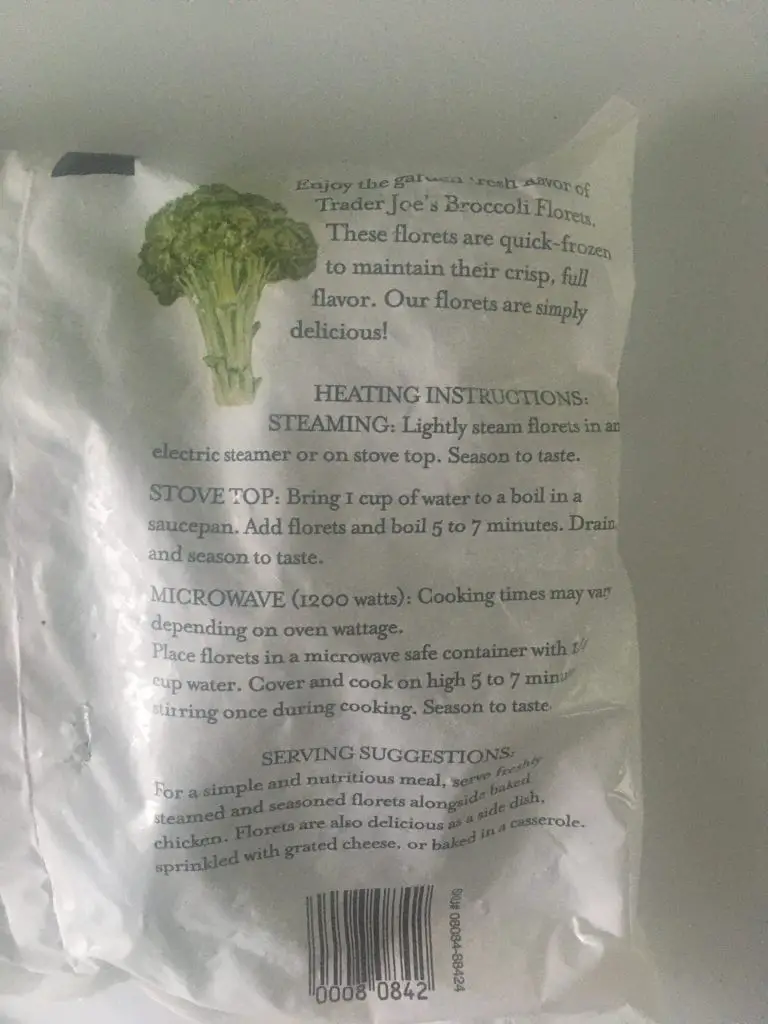 Enjoy the garden fresh flavor of
Trader Joe's Broccoli Florets.
These florets are quick-frozen
to maintain their crisp, full
flavor. Our florets are simply
delicious!
HEATING INSTRUCTIONS:
STEAMING: Lightly steam florets in an
electric steamer or on stove top. Season to taste.
STOVE TOP: Bring 1 cup of water to a boil in a
saucepan. Add florets and boil 5 to 7 minutes. Drain
and season to taste.
MICROWAVE (1200 watts): Cooking times may vary
depending on oven wattage.
Place florets in a microwave safe container with
cup water. Cover and cook on high 5 to 7
stirring once during cooking. Season to taste.
SERVING SUGGESTIONS:
For a simple and nutritious meal, serve freshly
steamed and seasoned florets alongside baked
chicken. Florets are also delicious as a side dish,
sprinkled with grated cheese, or baked in a casserole.
SKU# 08084-88424
0008 0842